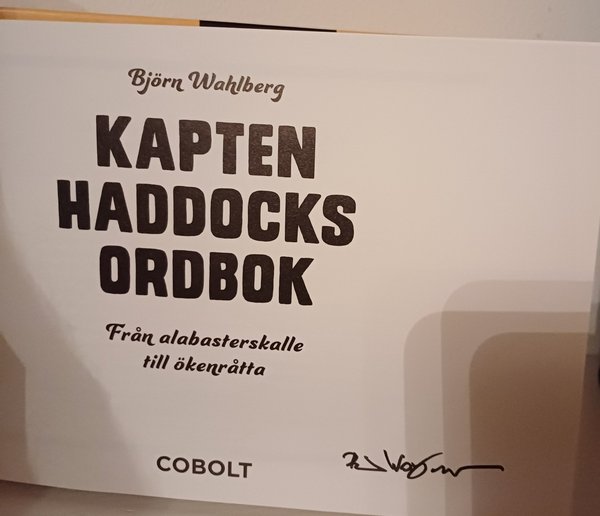 Björn Wahlberg
KAPTEN
HADDOCKS
ORDBOK
Från alabasterskalle
till ökenråtta
COBOLT